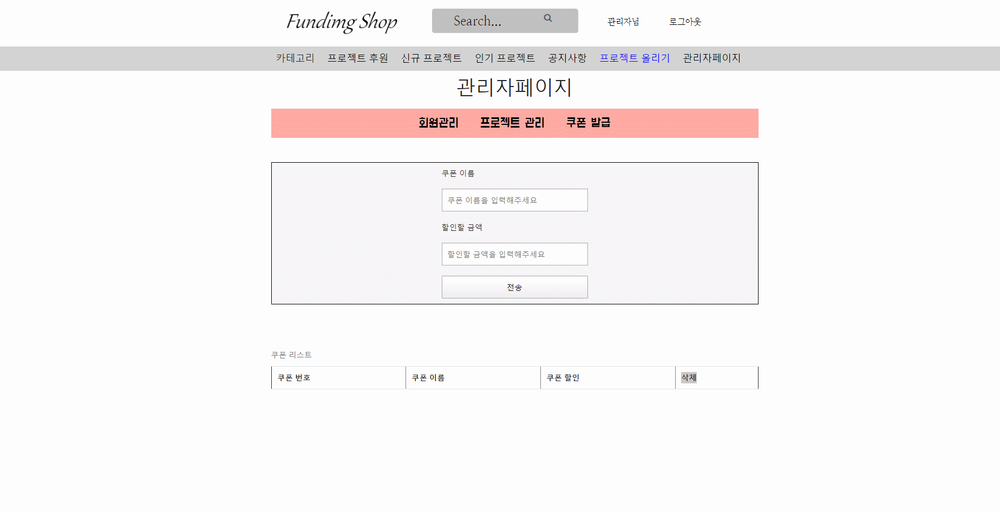 Fundimg Shop Search... 관리자님 로그아웃
카테고리 프로젝트 후원 신규 프로젝트 인기 프로젝트 공지사항 프로젝트 올리기 관리자페이지
관리자페이지
회원관리 프로젝트 관리 쿠폰 발급
쿠폰 이름
쿠폰 이름을 입력해주세요
할인할 금액
할인할 금액을 입력해주세요
전송
쿠폰 리스트
쿠폰 번호 쿠폰 이름 쿠폰 할인 삭제